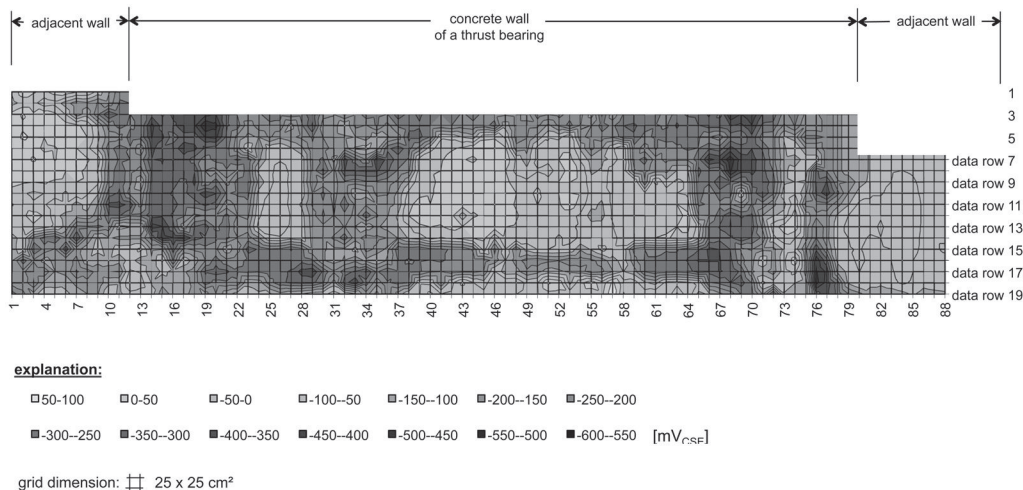 adjacent wall
concrete wall
of a thrust bearing
adjacent wall
1
3
5
data row 7
data row 9
data row 11
data row 13
data row 15
data row 17
data row 19
1 4 7 10 13 16 19 22 25 28 31 34 37 40 43 46 49 52 55 58 61 64 67 70 73 76 79 82 85 88
explanation:
50-100 0-50 -50-0 -100--50 -150--100 -200--150 -250--200
-300--250 -350--300 -400--350 -450--400 -500--450 -550--500 -600--550 [mVCSE]
grid dimension: 25 x 25 cm²